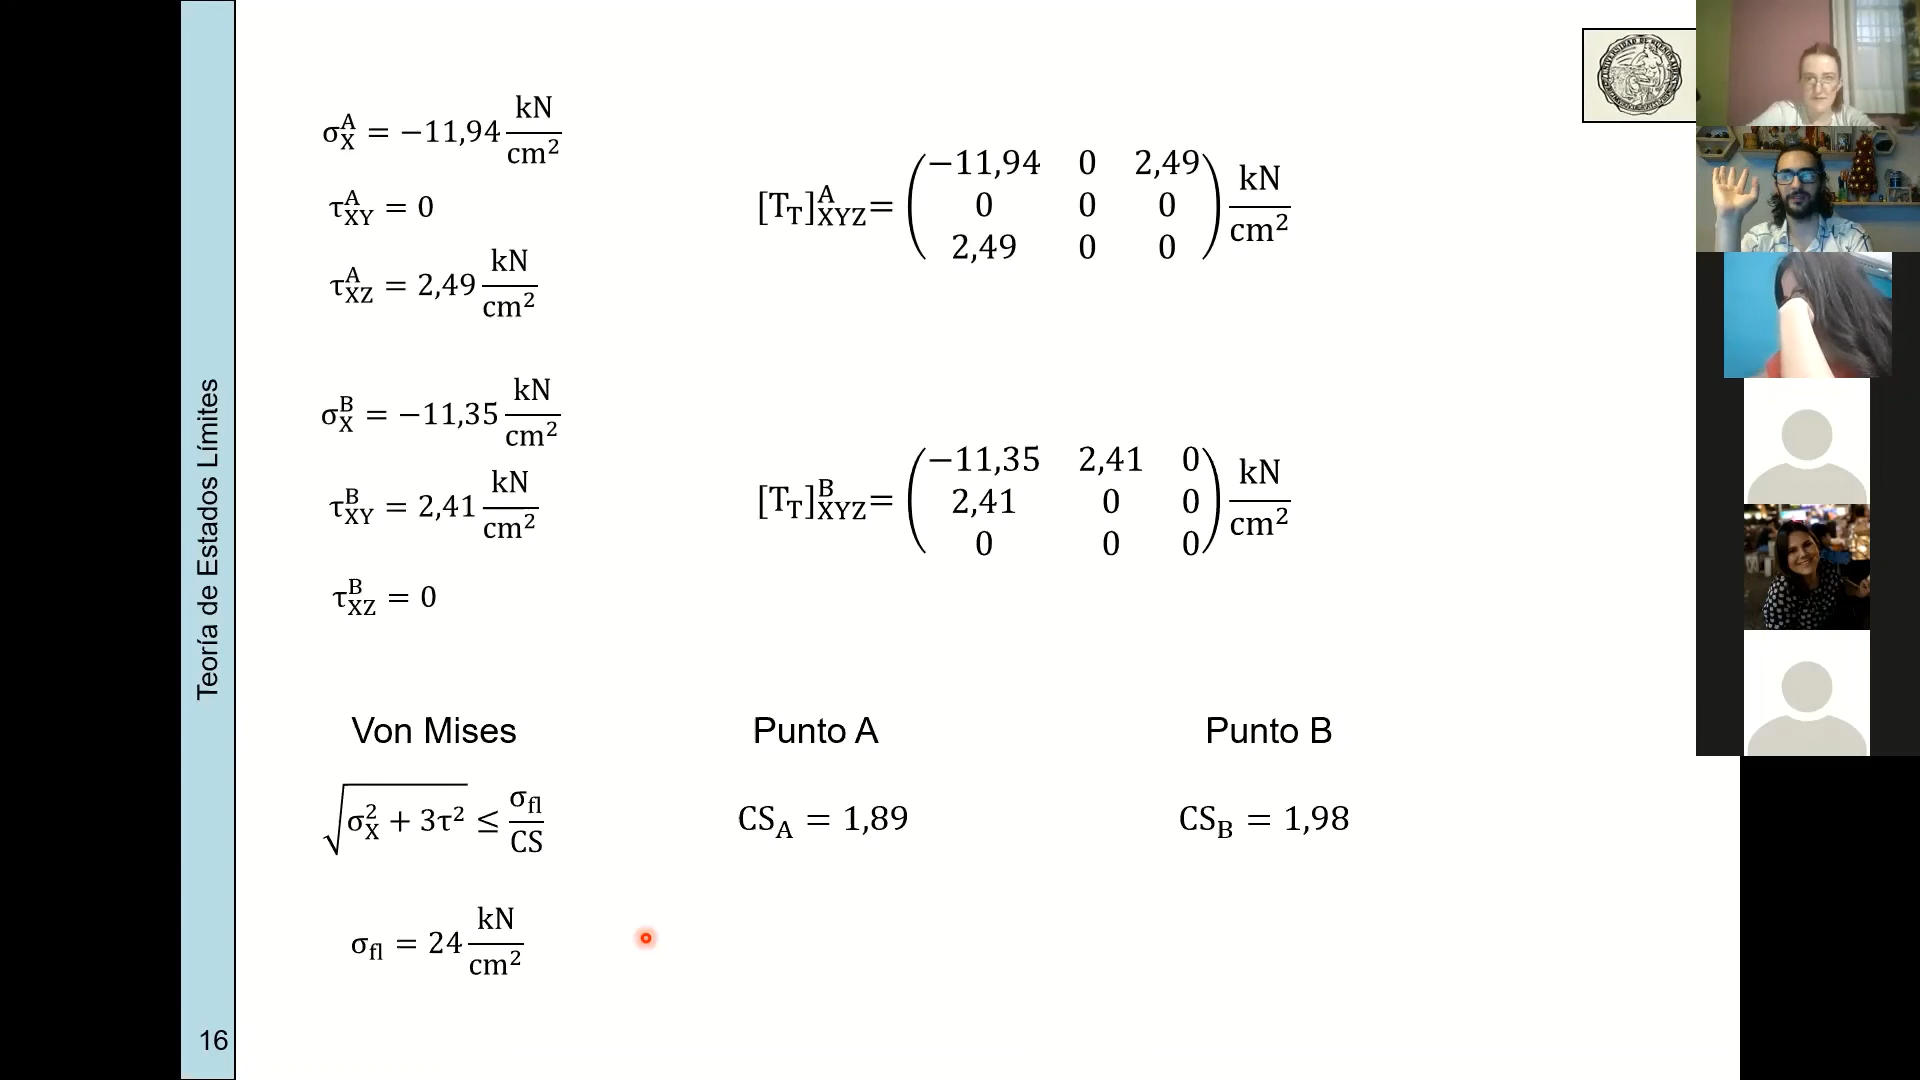 Teoría de Estados Límites
16
σ_X^A = −11,94 kN/cm²
τ_XY^A = 0
τ_XZ^A = 2,49 kN/cm²
[T_T]_XYZ^A =
−11,94 0 2,49
0 0 0
2,49 0 0
kN/cm²
σ_X^B = −11,35 kN/cm²
τ_XY^B = 2,41 kN/cm²
τ_XZ^B = 0
[T_T]_XYZ^B =
−11,35 2,41 0
2,41 0 0
0 0 0
kN/cm²
Von Mises
√(σ_X² + 3τ²) ≤ σ_fl/CS
σ_fl = 24 kN/cm²
Punto A
CS_A = 1,89
Punto B
CS_B = 1,98